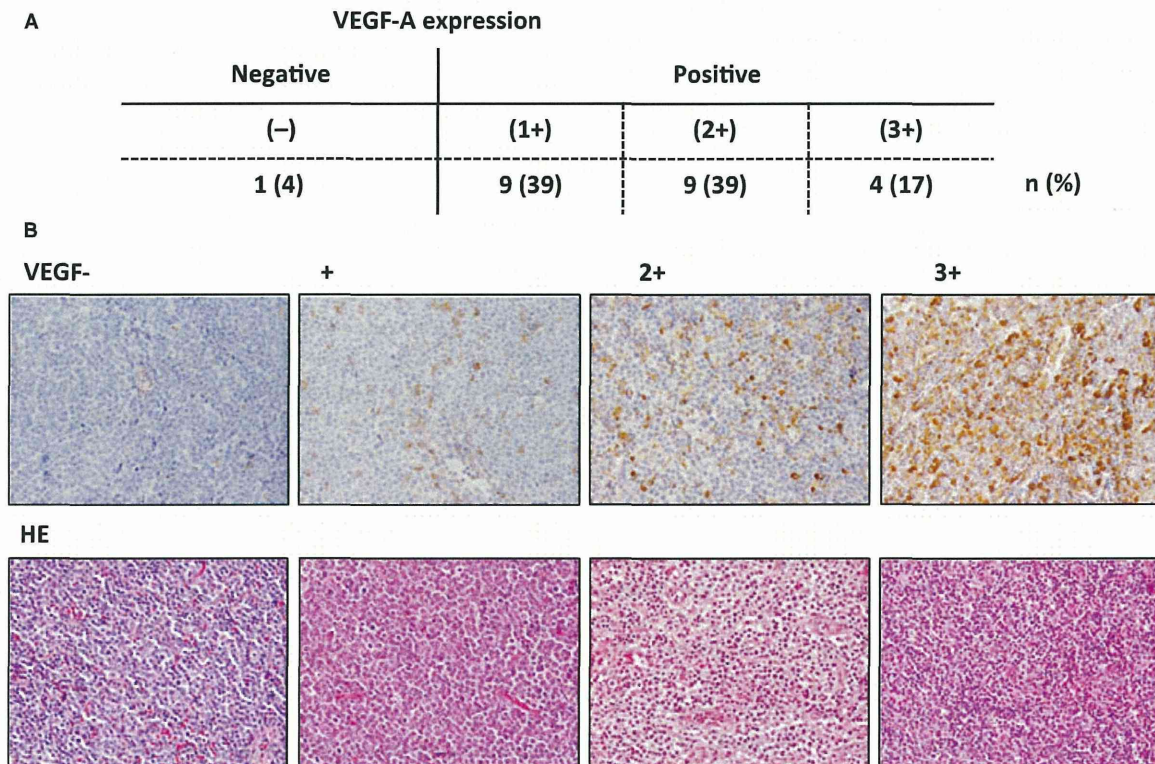 A
VEGF-A expression
Negative Positive
(–) (1+) (2+) (3+)
1 (4) 9 (39) 9 (39) 4 (17) n (%)
B
VEGF- + 2+ 3+
HE